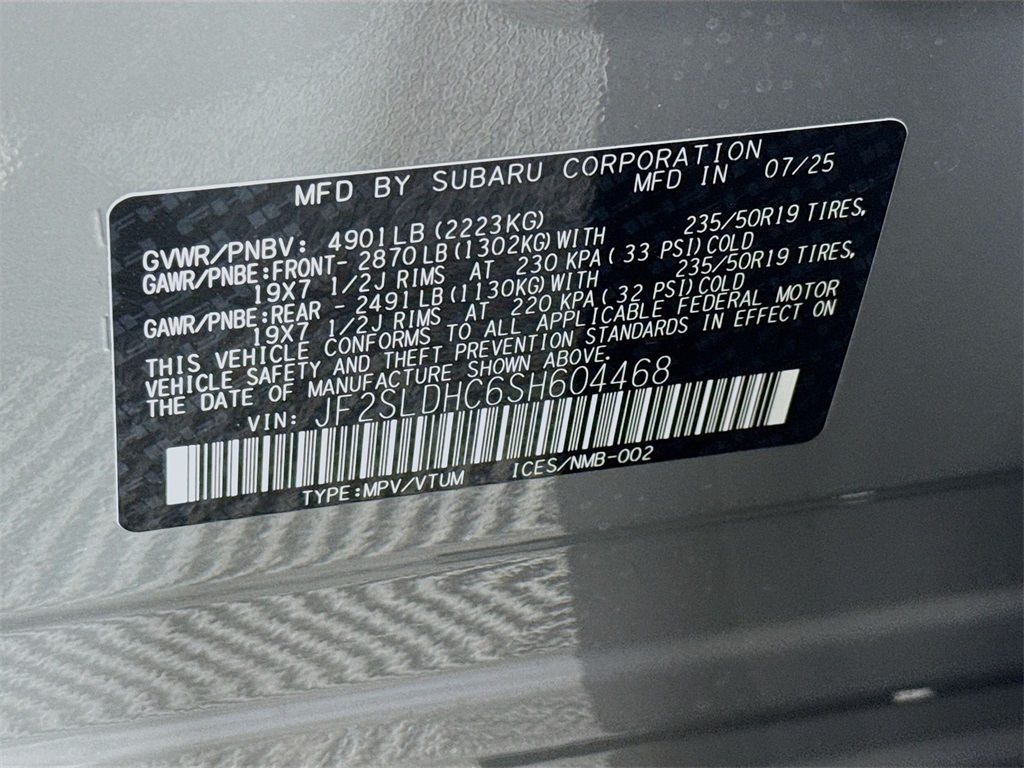 MFD BY SUBARU CORPORATION
MFD IN 07/25
GVWR/PNBV: 4901LB(2223KG)
GAWR/PNBE:FRONT- 2870LB(1302KG)WITH 235/50R19 TIRES,
19X7 1/2J RIMS AT 230 KPA(33 PSI)COLD
GAWR/PNBE:REAR - 2491LB(1130KG)WITH 235/50R19 TIRES,
19X7 1/2J RIMS AT 220 KPA(32 PSI)COLD
THIS VEHICLE CONFORMS TO ALL APPLICABLE FEDERAL MOTOR
VEHICLE SAFETY AND THEFT PREVENTION STANDARDS IN EFFECT ON
THE DATE OF MANUFACTURE SHOWN ABOVE.
VIN: JF2SLDHC6SH604468
TYPE:MPV/VTUM ICES/NMB-002